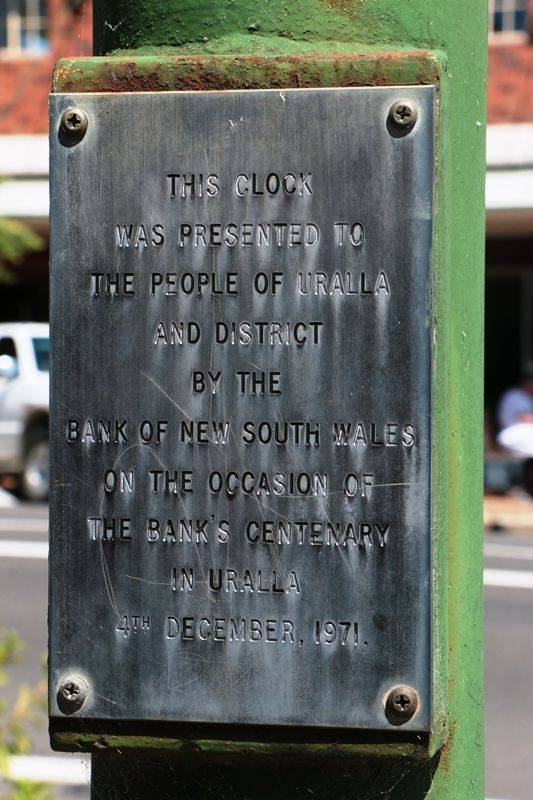 THIS CLOCK
WAS PRESENTED TO
THE PEOPLE OF URALLA
AND DISTRICT
BY THE
BANK OF NEW SOUTH WALES
ON THE OCCASION OF
THE BANK'S CENTENARY
IN URALLA
4TH DECEMBER, 1971.